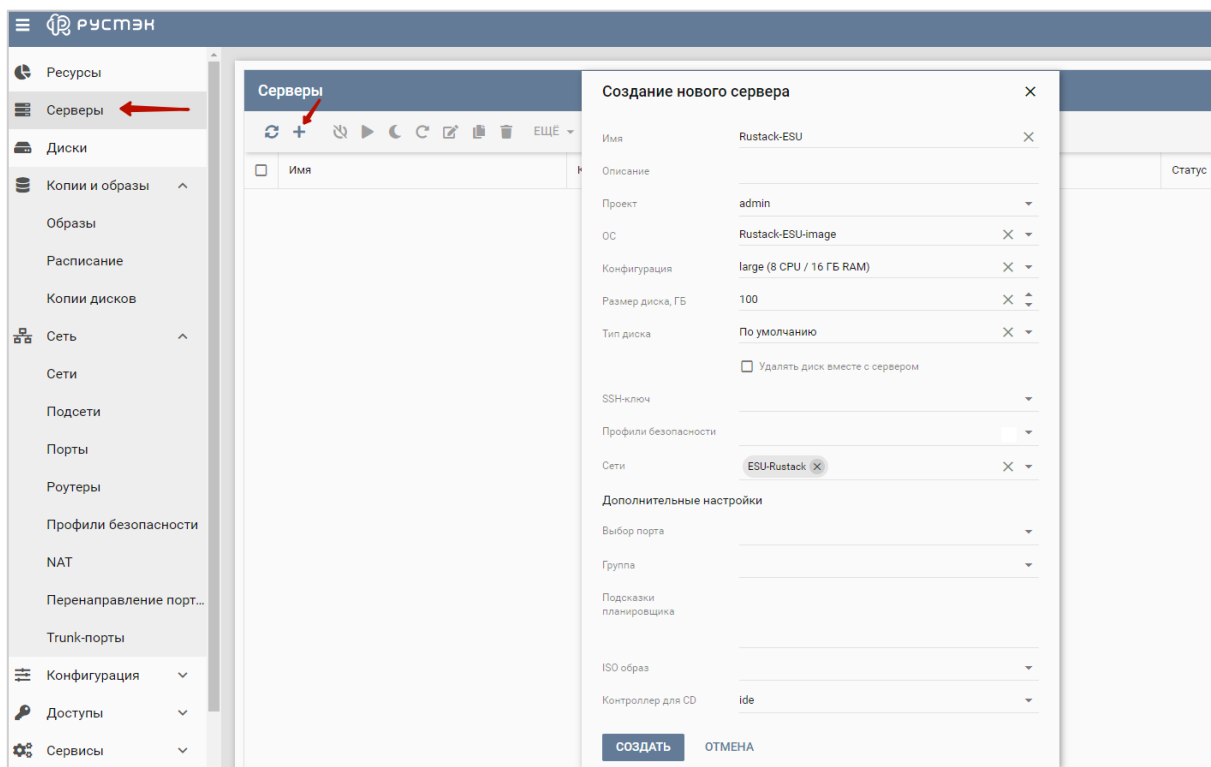 РУСТЭК
Ресурсы
Серверы
Диски
Копии и образы
Образы
Расписание
Копии дисков
Сеть
Сети
Подсети
Порты
Роутеры
Профили безопасности
NAT
Перенаправление порт...
Trunk-порты
Конфигурация
Доступы
Сервисы
Серверы
ЕЩЁ
Имя
Статус
Создание нового сервера
Имя Rustack-ESU
Описание
Проект admin
ОС Rustack-ESU-image
Конфигурация large (8 CPU / 16 ГБ RAM)
Размер диска, ГБ 100
Тип диска По умолчанию
Удалять диск вместе с сервером
SSH-ключ
Профили безопасности
Сети ESU-Rustack
Дополнительные настройки
Выбор порта
Группа
Подсказки
планировщика
ISO образ
Контроллер для CD ide
СОЗДАТЬ ОТМЕНА